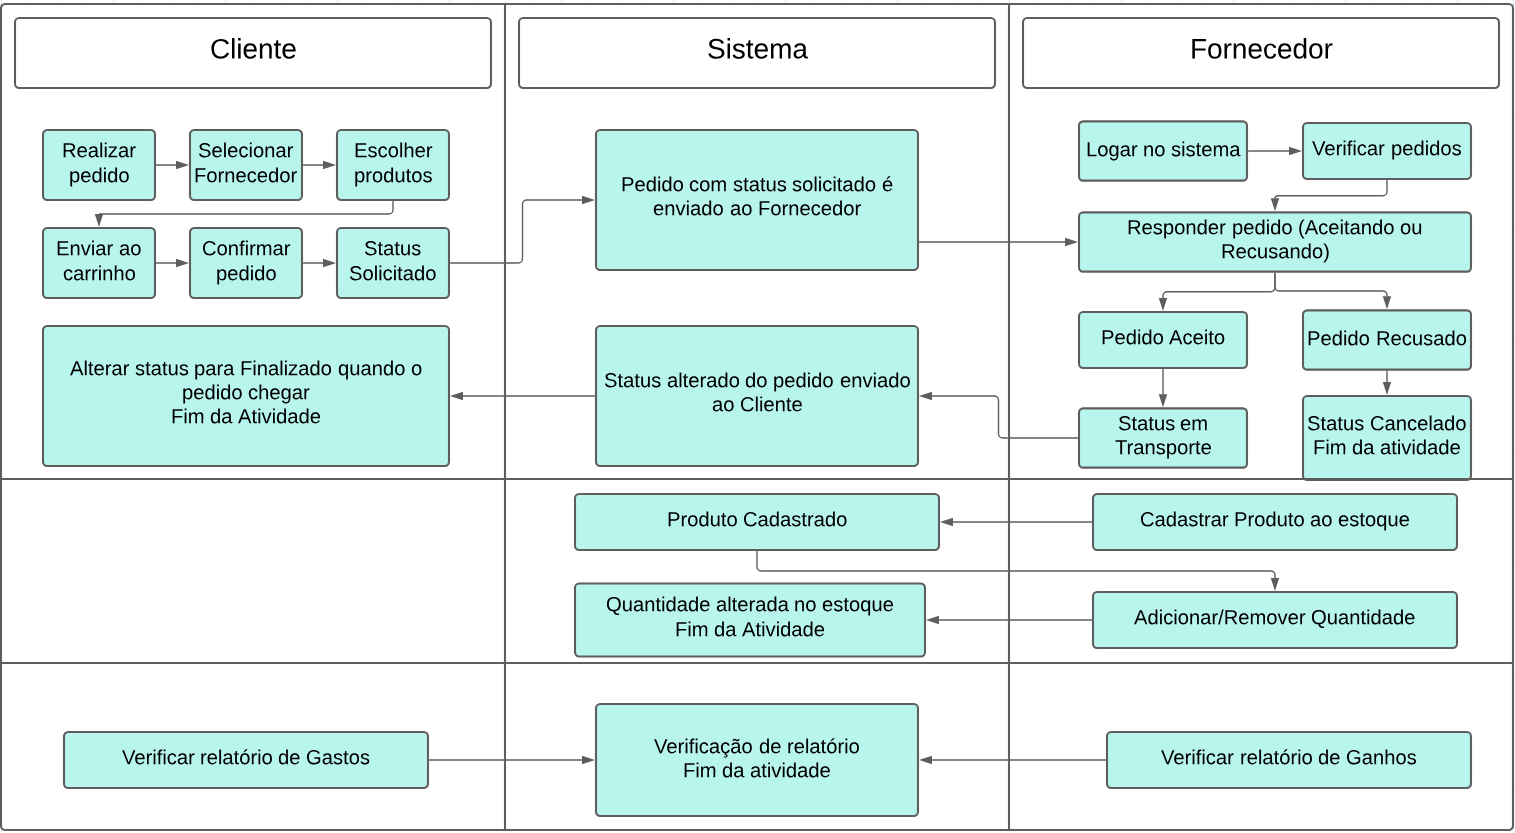 Cliente
Sistema
Fornecedor
Realizar
pedido
Selecionar
Fornecedor
Escolher
produtos
Enviar ao
carrinho
Confirmar
pedido
Status
Solicitado
Pedido com status solicitado é
enviado ao Fornecedor
Logar no sistema
Verificar pedidos
Responder pedido (Aceitando ou
Recusando)
Pedido Aceito
Pedido Recusado
Status em
Transporte
Status Cancelado
Fim da atividade
Status alterado do pedido enviado
ao Cliente
Alterar status para Finalizado quando o
pedido chegar
Fim da Atividade
Produto Cadastrado
Cadastrar Produto ao estoque
Quantidade alterada no estoque
Fim da Atividade
Adicionar/Remover Quantidade
Verificar relatório de Gastos
Verificação de relatório
Fim da atividade
Verificar relatório de Ganhos